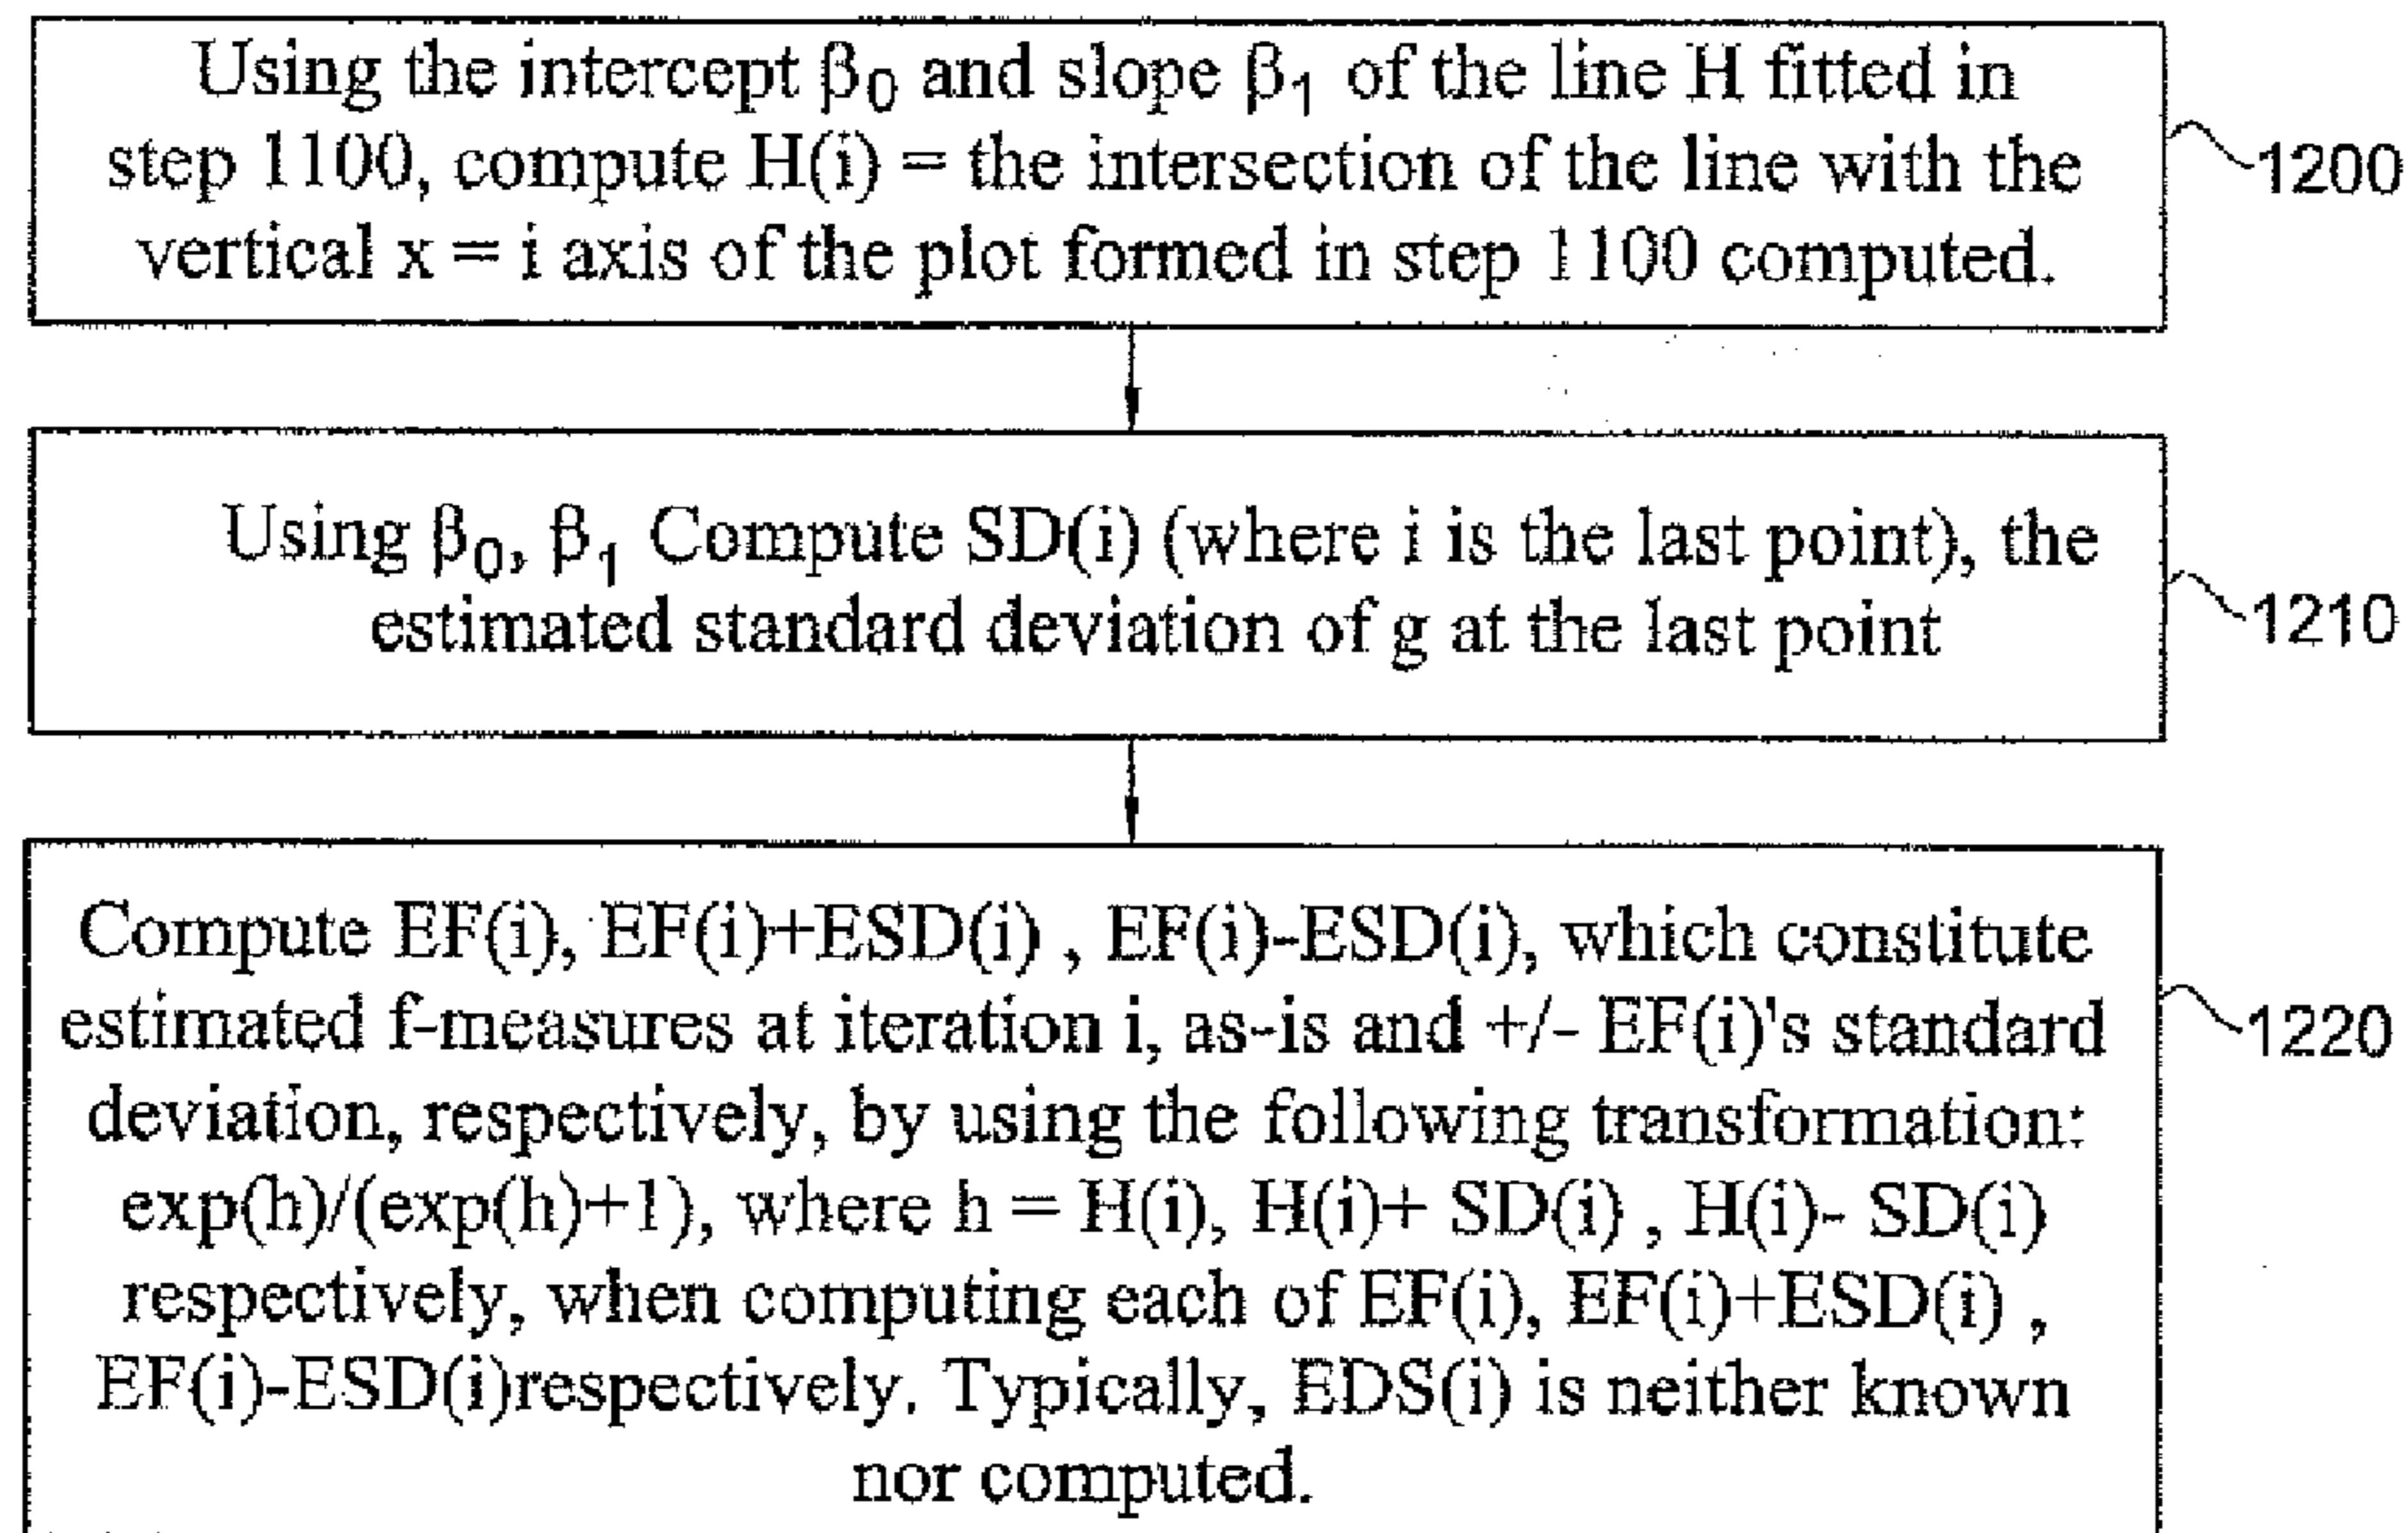 Using the intercept β0 and slope β1 of the line H fitted in
step 1100, compute H(i) = the intersection of the line with the
vertical x = i axis of the plot formed in step 1100 computed.
1200
Using β0, β1 Compute SD(i) (where i is the last point), the
estimated standard deviation of g at the last point
1210
Compute EF(i), EF(i)+ESD(i) , EF(i)-ESD(i), which constitute
estimated f-measures at iteration i, as-is and +/- EF(i)'s standard
deviation, respectively, by using the following transformation:
exp(h)/(exp(h)+1), where h = H(i), H(i)+ SD(i) , H(i)- SD(i)
respectively, when computing each of EF(i), EF(i)+ESD(i) ,
EF(i)-ESD(i)respectively. Typically, EDS(i) is neither known
nor computed.
1220